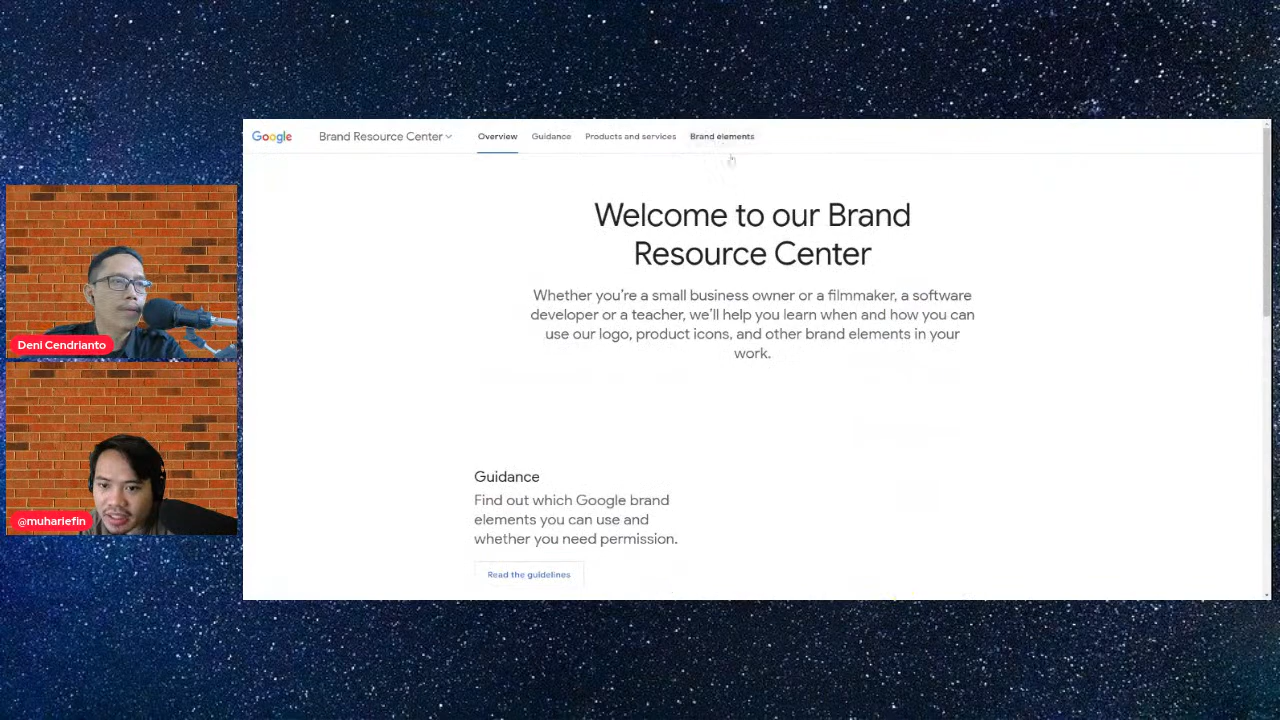 Google
Brand Resource Center
Overview
Guidance
Products and services
Brand elements
Welcome to our Brand
Resource Center
Whether you're a small business owner or a filmmaker, a software
developer or a teacher, we'll help you learn when and how you can
use our logo, product icons, and other brand elements in your
work.
Guidance
Find out which Google brand
elements you can use and
whether you need permission.
Read the guidelines
Deni Cendrianto
@muhariefin